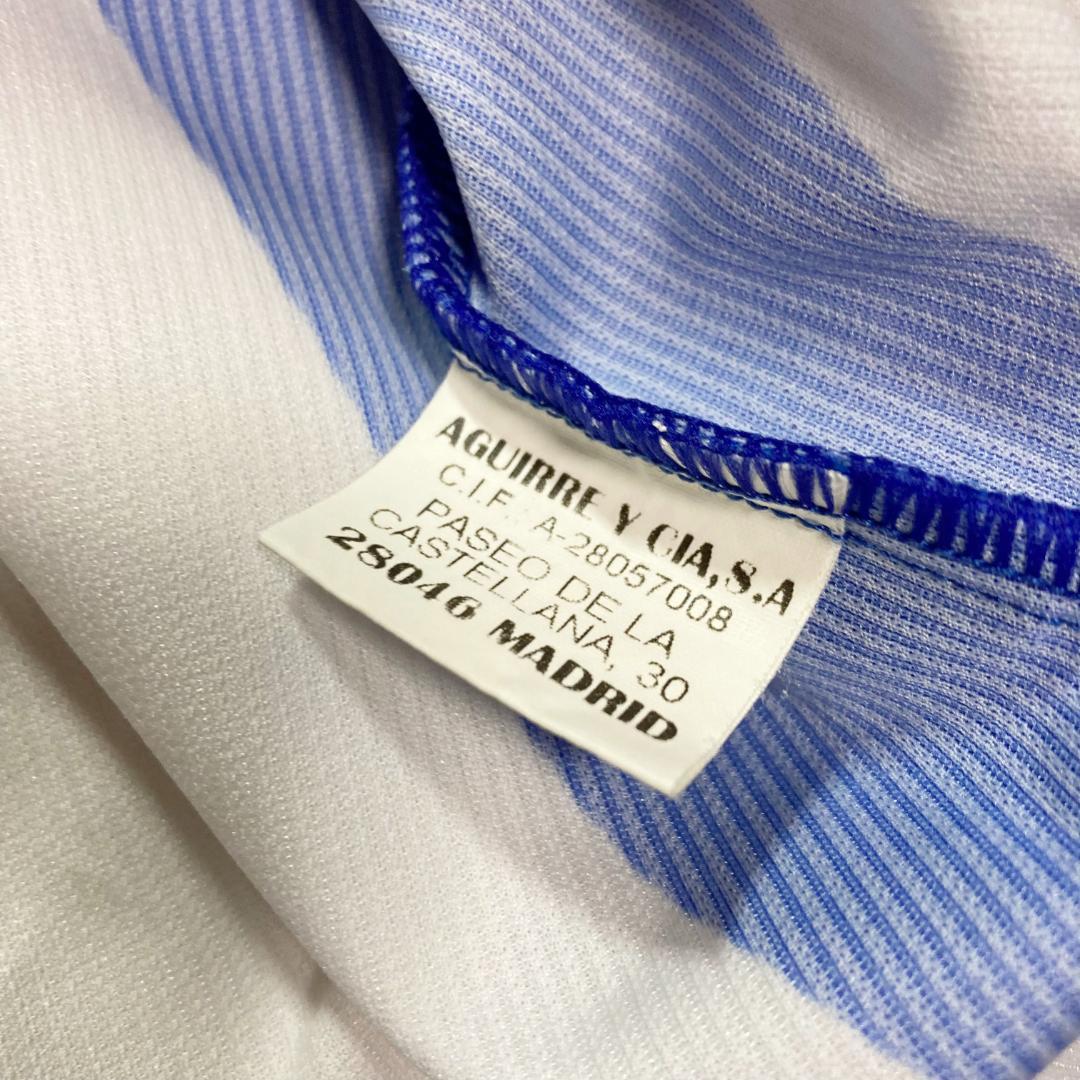 AGUIRRE Y CIA, S.A
C.I.F. A-28057008
PASEO DE LA
CASTELLANA, 30
28046 MADRID